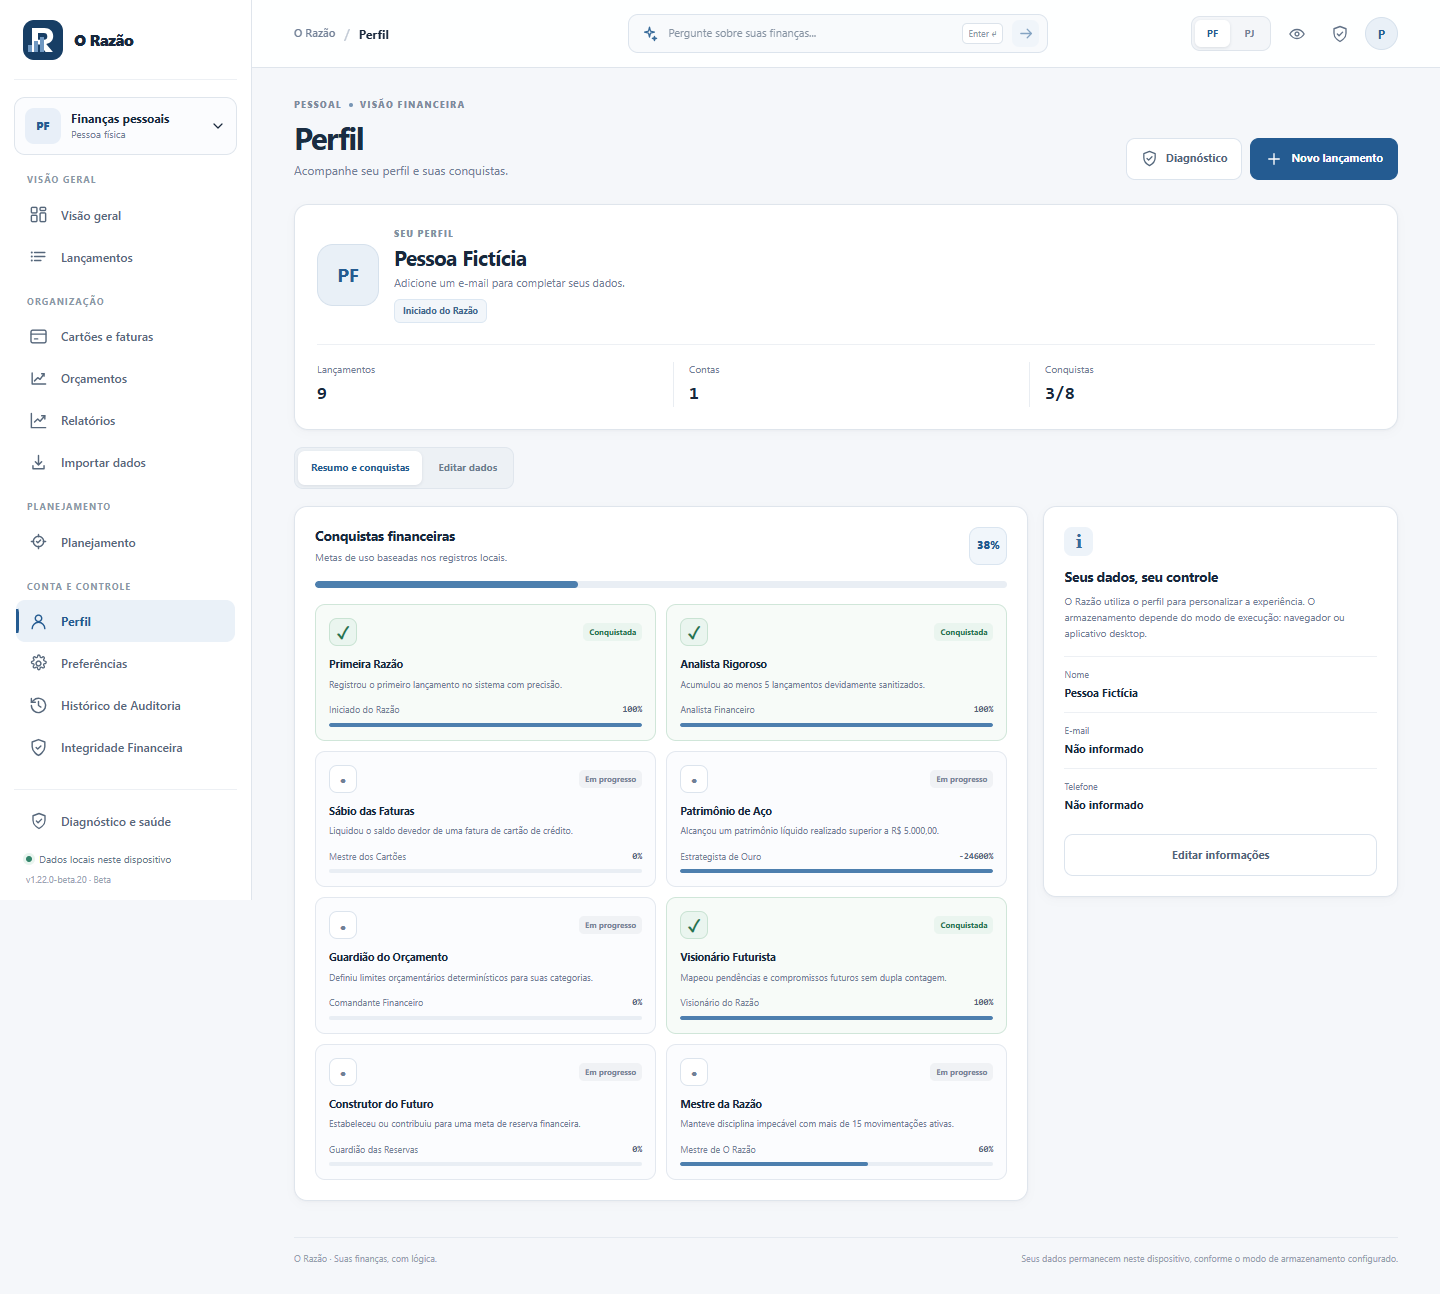 O Razão
PF
Finanças pessoais
Pessoa física
VISÃO GERAL
Visão geral
Lançamentos
ORGANIZAÇÃO
Cartões e faturas
Orçamentos
Relatórios
Importar dados
PLANEJAMENTO
Planejamento
CONTA E CONTROLE
Perfil
Preferências
Histórico de Auditoria
Integridade Financeira
Diagnóstico e saúde
Dados locais neste dispositivo
v1.22.0-beta.20 · Beta
O Razão / Perfil
Pergunte sobre suas finanças...
Enter ↵
PF PJ
P
PESSOAL • VISÃO FINANCEIRA
Perfil
Acompanhe seu perfil e suas conquistas.
Diagnóstico
Novo lançamento
PF
SEU PERFIL
Pessoa Fictícia
Adicione um e-mail para completar seus dados.
Iniciado do Razão
Lançamentos
9
Contas
1
Conquistas
3/8
Resumo e conquistas
Editar dados
Conquistas financeiras
Metas de uso baseadas nos registros locais.
38%
Conquistada
Primeira Razão
Registrou o primeiro lançamento no sistema com precisão.
Iniciado do Razão 100%
Conquistada
Analista Rigoroso
Acumulou ao menos 5 lançamentos devidamente sanitizados.
Analista Financeiro 100%
Em progresso
Sábio das Faturas
Liquidou o saldo devedor de uma fatura de cartão de crédito.
Mestre dos Cartões 0%
Em progresso
Patrimônio de Aço
Alcançou um patrimônio líquido realizado superior a R$ 5.000,00.
Estrategista de Ouro -24600%
Em progresso
Guardião do Orçamento
Definiu limites orçamentários determinísticos para suas categorias.
Comandante Financeiro 0%
Conquistada
Visionário Futurista
Mapeou pendências e compromissos futuros sem dupla contagem.
Visionário do Razão 100%
Em progresso
Construtor do Futuro
Estabeleceu ou contribuiu para uma meta de reserva financeira.
Guardião das Reservas 0%
Em progresso
Mestre da Razão
Manteve disciplina impecável com mais de 15 movimentações ativas.
Mestre de O Razão 60%
i
Seus dados, seu controle
O Razão utiliza o perfil para personalizar a experiência. O
armazenamento depende do modo de execução: navegador ou
aplicativo desktop.
Nome
Pessoa Fictícia
E-mail
Não informado
Telefone
Não informado
Editar informações
O Razão · Suas finanças, com lógica.
Seus dados permanecem neste dispositivo, conforme o modo de armazenamento configurado.